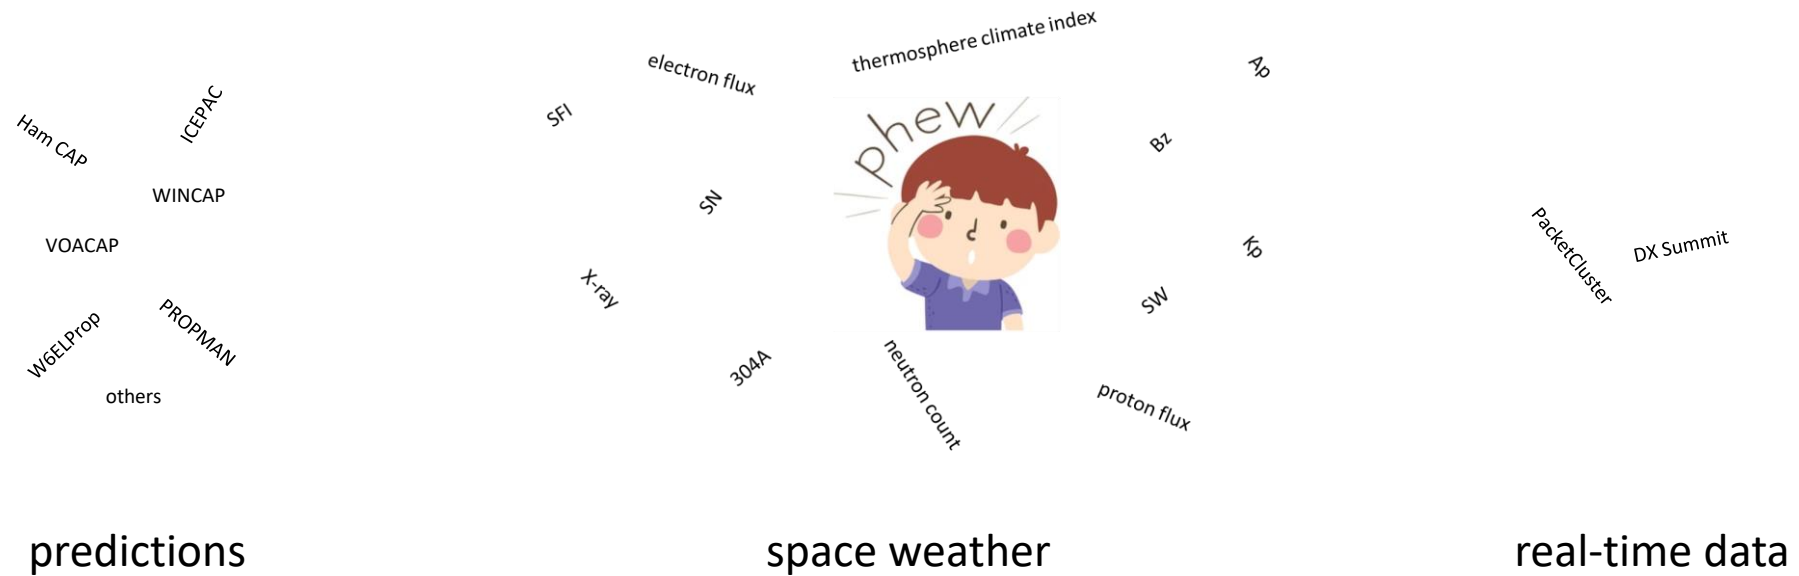 Ham CAP
ICEPAC
WINCAP
VOACAP
W6ELProp
PROPMAN
others
predictions
thermosphere climate index
electron flux
SFI
phew
Ap
Bz
SN
Kp
X-ray
SW
304A
neutron count
proton flux
space weather
PacketCluster
DX Summit
real-time data